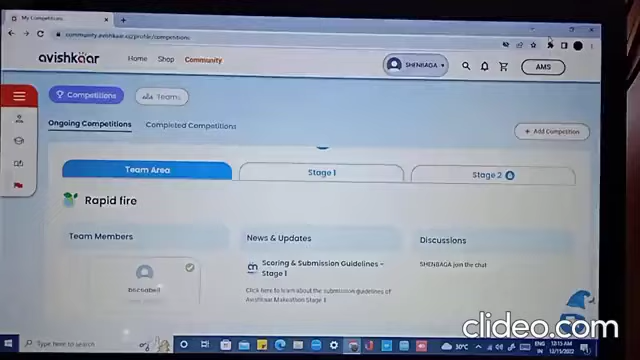 My Competitions
community.avishkaar.cc/profile/competitions
avishkaar
Home Shop Community
SHENBAGA
AMS
Competitions
Teams
Ongoing Competitions Completed Competitions
+ Add Competition
Team Area
Stage 1
Stage 2
Rapid fire
Team Members
News & Updates
Discussions
Scoring & Submission Guidelines - Stage 1
SHENBAGA join the chat
Click here to learn about the submission guidelines of
Avishkaar Makeathon Stage 1
Type here to search
30°C
ENG
IN
12:15 AM
12/15/2022
clideo.com